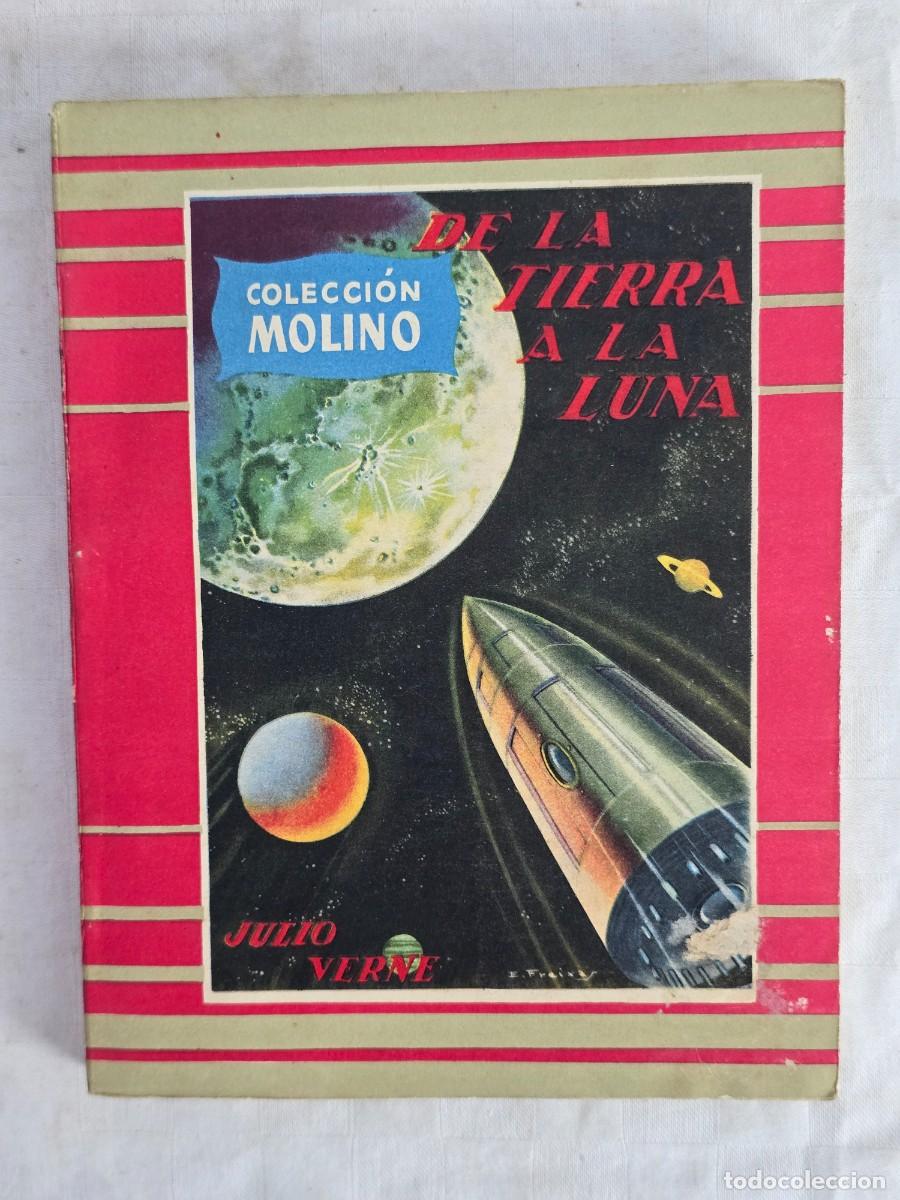 DE LA
TIERRA
A LA
LUNA
COLECCIÓN
MOLINO
JULIO
VERNE
E. Freixas
todocoleccion